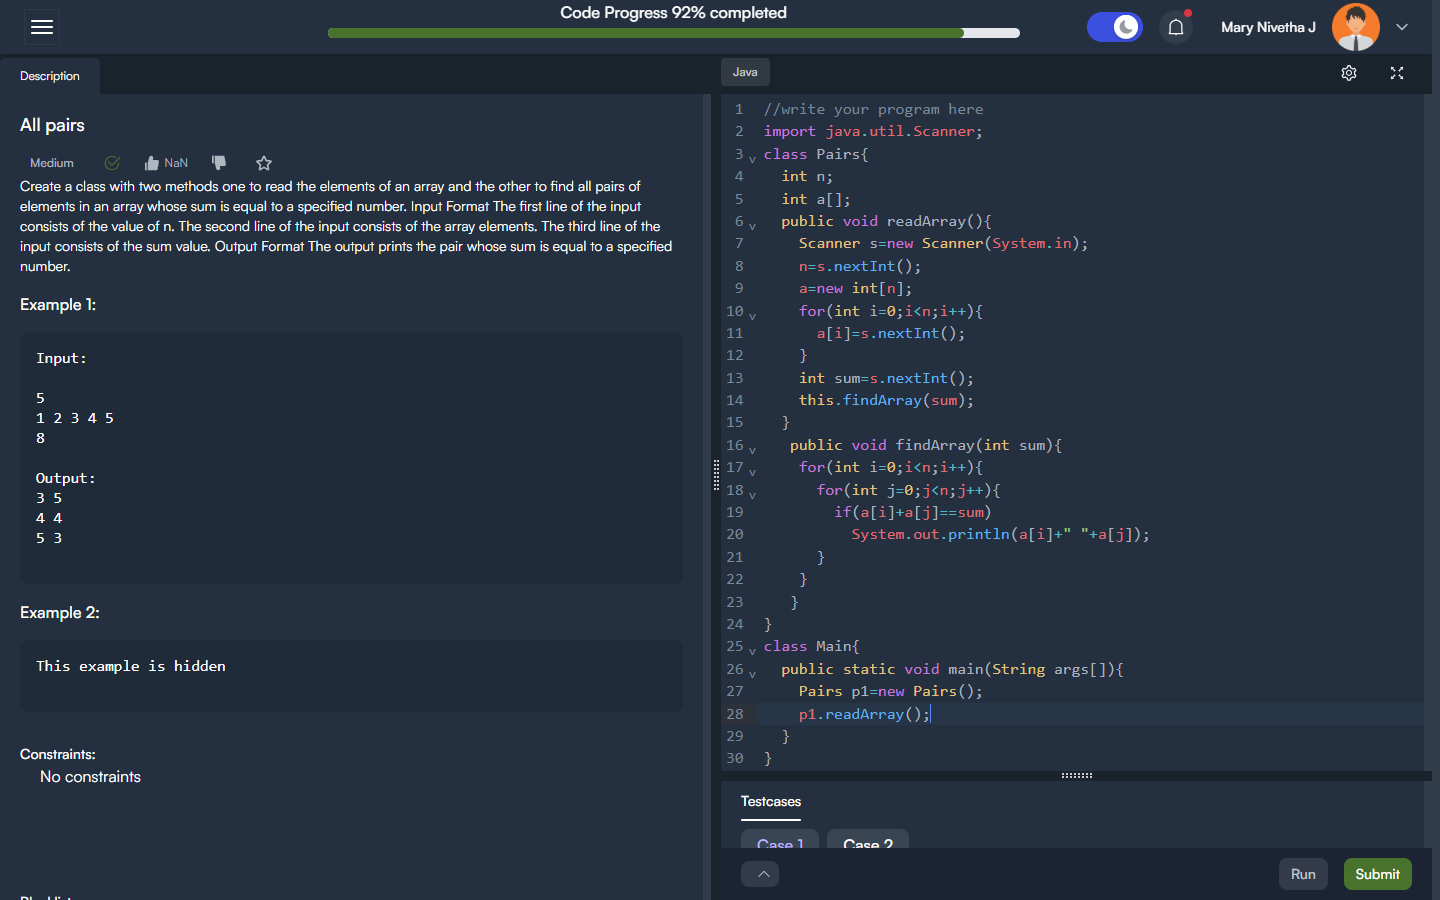 Code Progress 92% completed
Mary Nivetha J
Description
All pairs
Medium
NaN
Create a class with two methods one to read the elements of an array and the other to find all pairs of
elements in an array whose sum is equal to a specified number. Input Format The first line of the input
consists of the value of n. The second line of the input consists of the array elements. The third line of the
input consists of the sum value. Output Format The output prints the pair whose sum is equal to a specified
number.
Example 1:
Input:
5
1 2 3 4 5
8
Output:
3 5
4 4
5 3
Example 2:
This example is hidden
Constraints:
No constraints
Java
1 //write your program here
2 import java.util.Scanner;
3 class Pairs{
4 int n;
5 int a[];
6 public void readArray(){
7 Scanner s=new Scanner(System.in);
8 n=s.nextInt();
9 a=new int[n];
10 for(int i=0;i<n;i++){
11 a[i]=s.nextInt();
12 }
13 int sum=s.nextInt();
14 this.findArray(sum);
15 }
16 public void findArray(int sum){
17 for(int i=0;i<n;i++){
18 for(int j=0;j<n;j++){
19 if(a[i]+a[j]==sum)
20 System.out.println(a[i]+" "+a[j]);
21 }
22 }
23 }
24 }
25 class Main{
26 public static void main(String args[]){
27 Pairs p1=new Pairs();
28 p1.readArray();
29 }
30 }
Testcases
Case 1
Case 2
Run
Submit